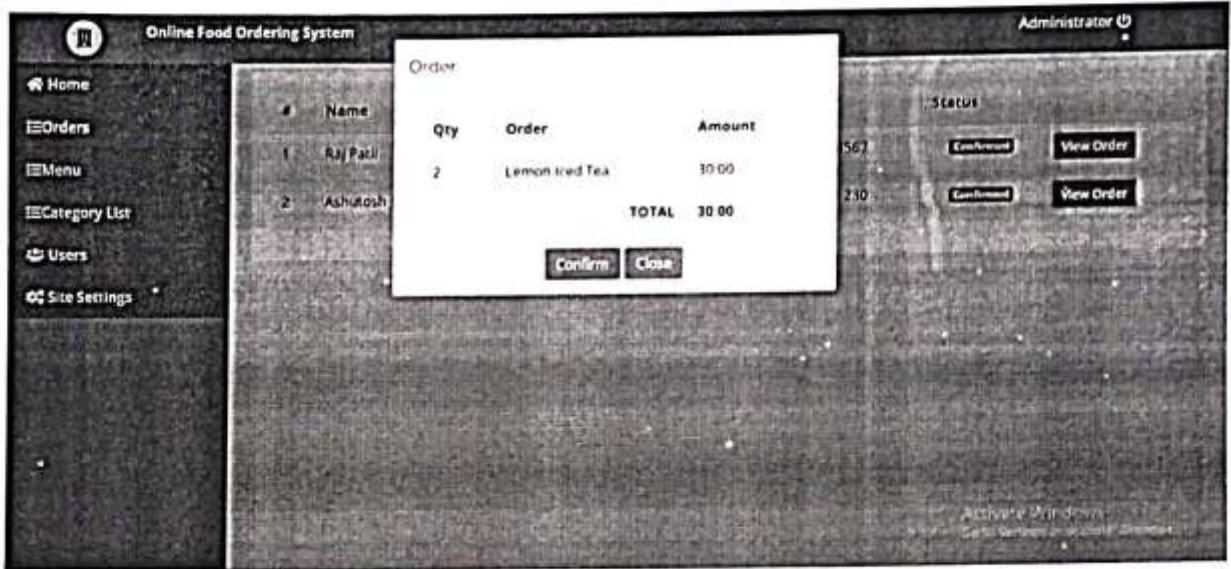 Online Food Ordering System
Administrator
Home
Orders
Menu
Category List
Users
Site Settings
# Name Status
1 Raj Patil 567 Confirmed View Order
2 Ashutosh 230 Confirmed View Order
Order
Qty Order Amount
2 Lemon Iced Tea 30.00
TOTAL 30.00
Confirm Close
Activate Windows